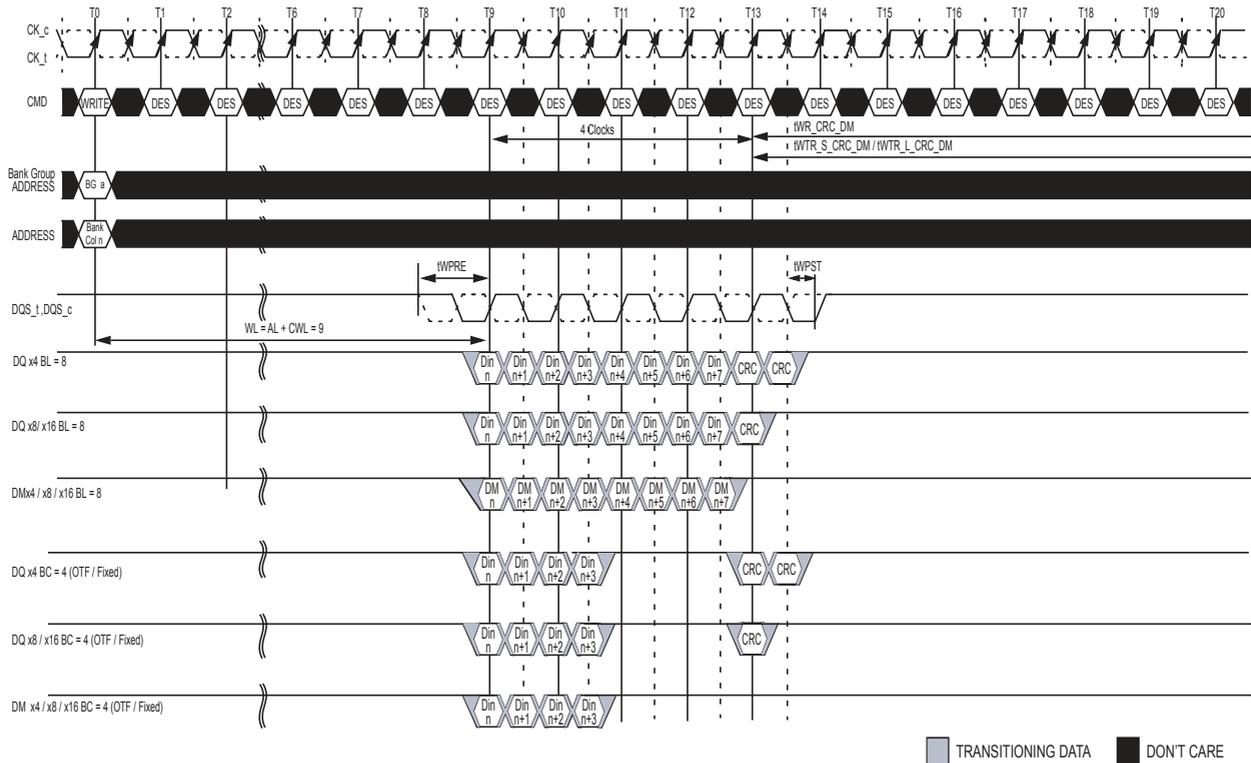 T0 T1 T2 T6 T7 T8 T9 T10 T11 T12 T13 T14 T15 T16 T17 T18 T19 T20
CK_c
CK_t
CMD WRITE DES DES DES DES DES DES DES DES DES DES DES DES DES DES DES DES DES
4 Clocks
tWR_CRC_DM
tWTR_S_CRC_DM / tWTR_L_CRC_DM
Bank Group
ADDRESS
BG a
ADDRESS
Bank
Col n
tWPRE
tWPST
DQS_t ,DQS_c
WL = AL + CWL = 9
DQ x4 BL = 8
Din n Din n+1 Din n+2 Din n+3 Din n+4 Din n+5 Din n+6 Din n+7 CRC CRC
DQ x8/ x16 BL = 8
Din n Din n+1 Din n+2 Din n+3 Din n+4 Din n+5 Din n+6 Din n+7 CRC
DMx4 / x8 / x16 BL = 8
DM n DM n+1 DM n+2 DM n+3 DM n+4 DM n+5 DM n+6 DM n+7
DQ x4 BC = 4 (OTF / Fixed)
Din n Din n+1 Din n+2 Din n+3 CRC CRC
DQ x8 / x16 BC = 4 (OTF / Fixed)
Din n Din n+1 Din n+2 Din n+3 CRC
DM x4 / x8 / x16 BC = 4 (OTF / Fixed)
Din n Din n+1 Din n+2 Din n+3
TRANSITIONING DATA DON'T CARE